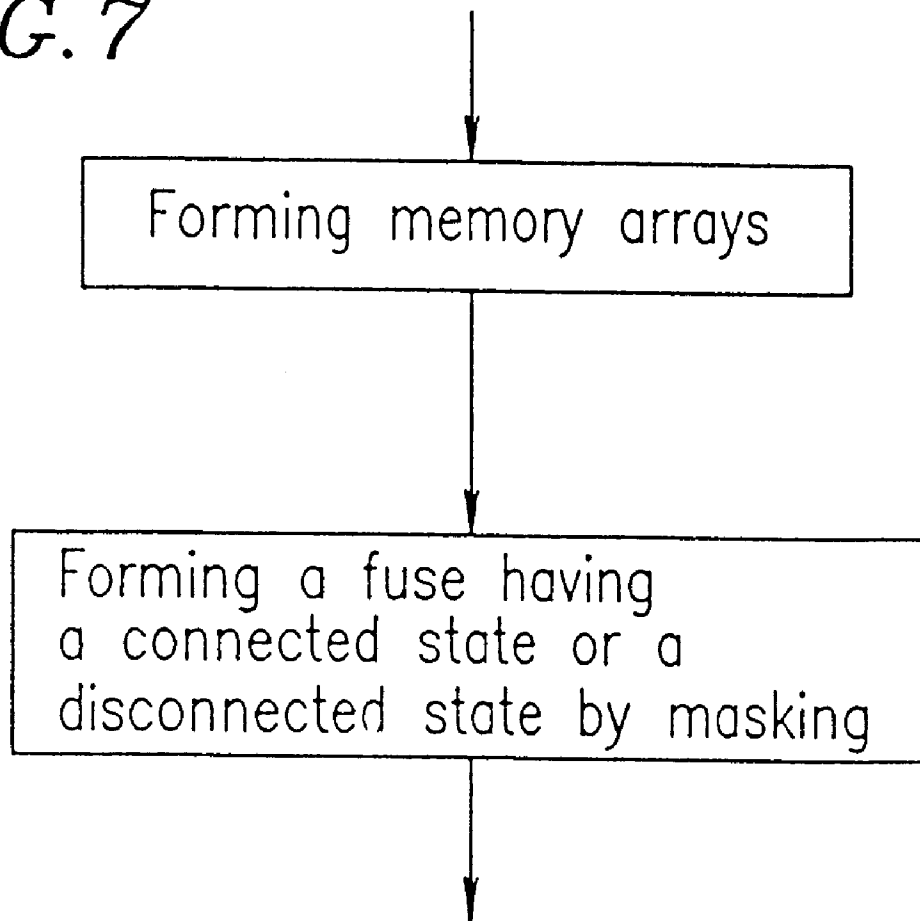 G. 7
Forming memory arrays
Forming a fuse having
a connected state or a
disconnected state by masking